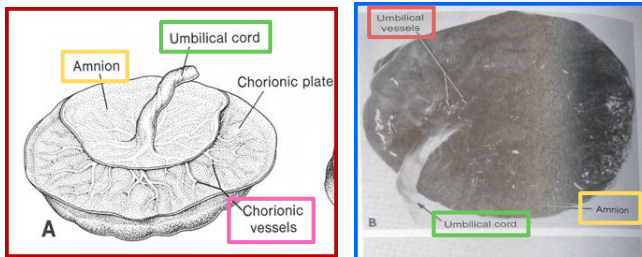 Umbilical cord
Amnion
Chorionic plate
Chorionic
vessels
A
Umbilical
vessels
Amnion
B
Umbilical cord